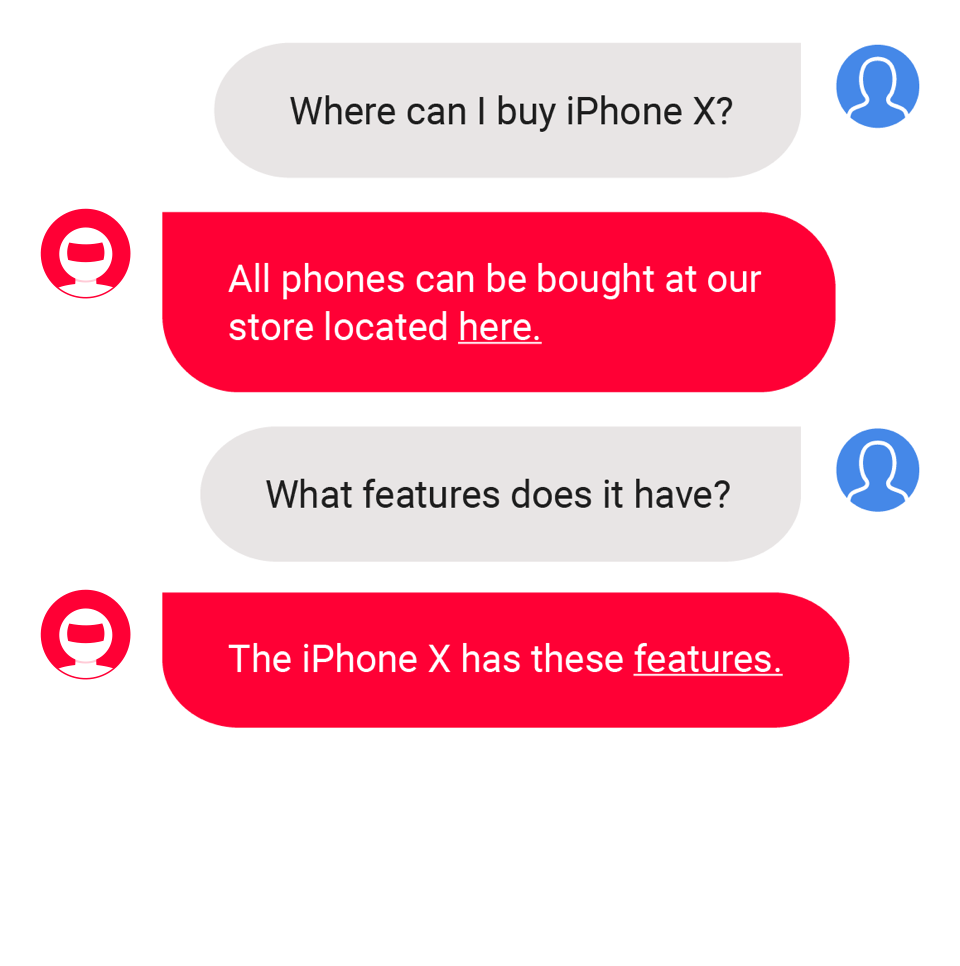 Where can I buy iPhone X?
All phones can be bought at our
store located here.
What features does it have?
The iPhone X has these features.